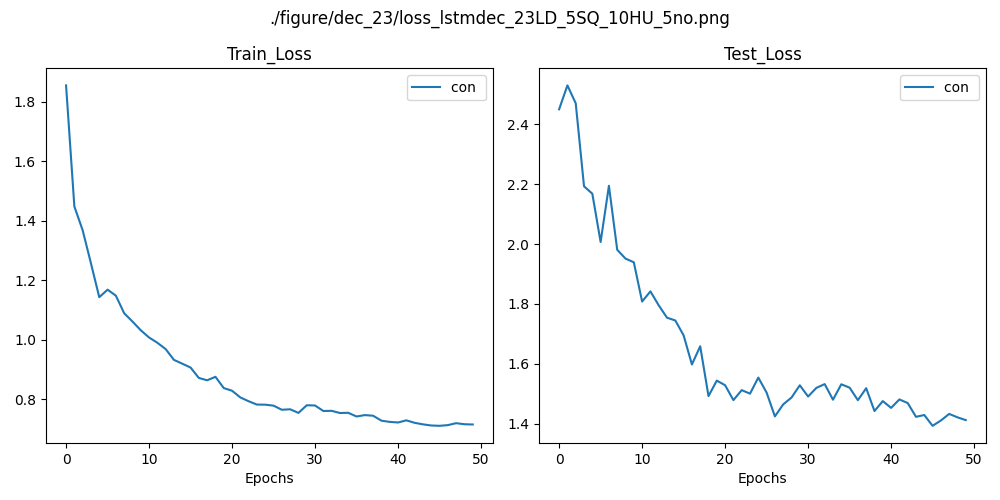 ./figure/dec_23/loss_lstmdec_23LD_5SQ_10HU_5no.png
Train_Loss
con
1.8
1.6
1.4
1.2
1.0
0.8
0 10 20 30 40 50
Epochs
Test_Loss
con
2.4
2.2
2.0
1.8
1.6
1.4
0 10 20 30 40 50
Epochs